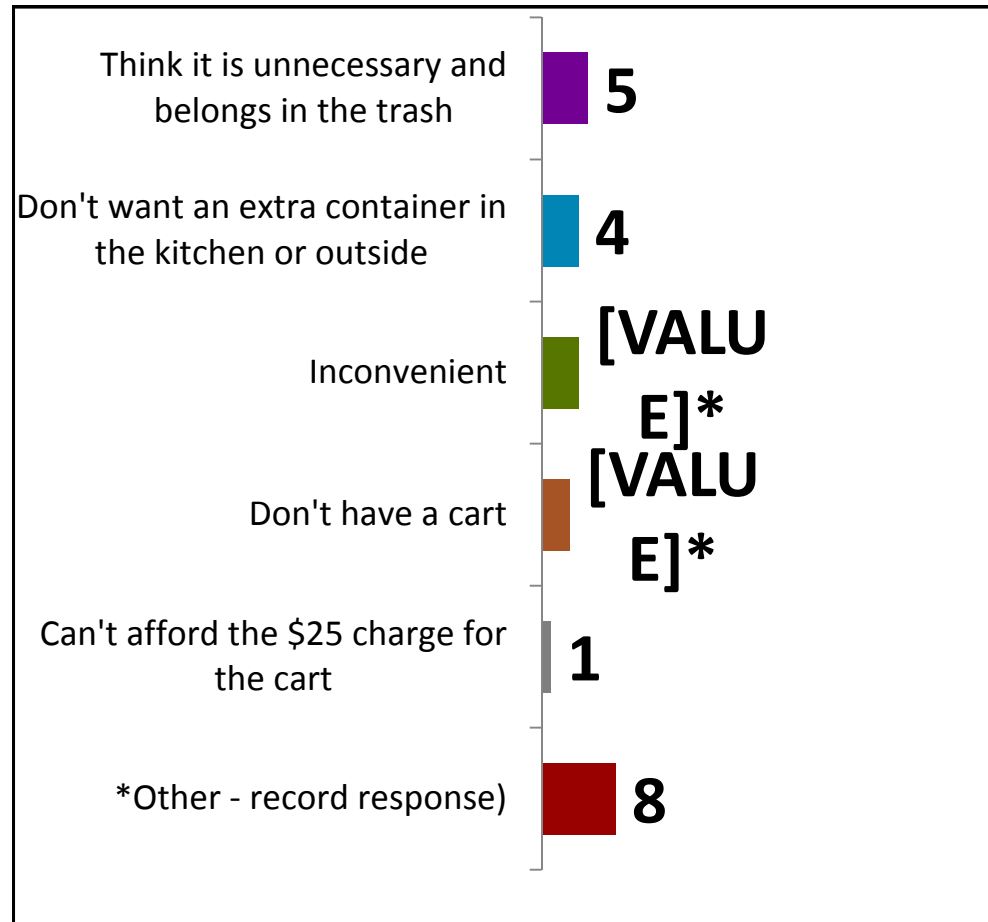 Think it is unnecessary and
belongs in the trash
5
Don't want an extra container in
the kitchen or outside
4
Inconvenient
[VALU
E]*
Don't have a cart
[VALU
E]*
Can't afford the $25 charge for
the cart
1
*Other - record response)
8